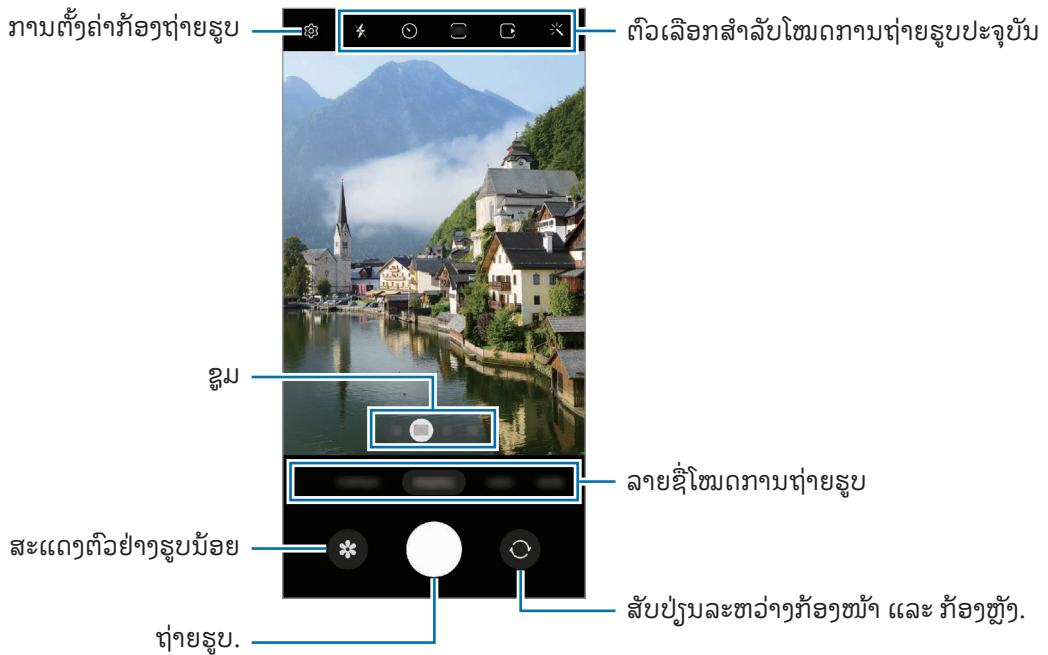 ການຕັ້ງຄ່າກ້ອງຖ່າຍຮູບ
ຕົວເລືອກສຳລັບໂໝດການຖ່າຍຮູບປະຈຸບັນ
ຊູມ
ລາຍຊື່ໂໝດການຖ່າຍຮູບ
ສະແດງຕົວຢ່າງຮູບນ້ອຍ
ສັບປ່ຽນລະຫວ່າງກ້ອງໜ້າ ແລະ ກ້ອງຫຼັງ.
ຖ່າຍຮູບ.